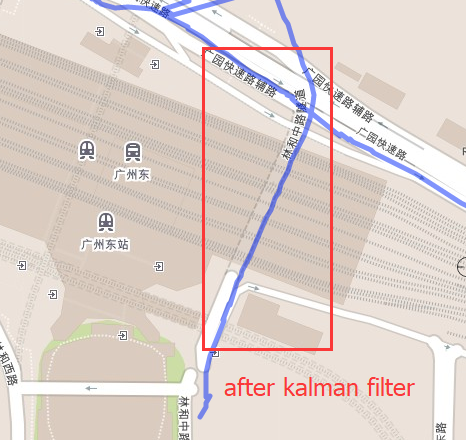 快速路
广园快速路辅路
广园快速路辅路
林和中路隧道
广园快速路
广州东
广州东站
林和西路
林和中路
东路
after kalman filter